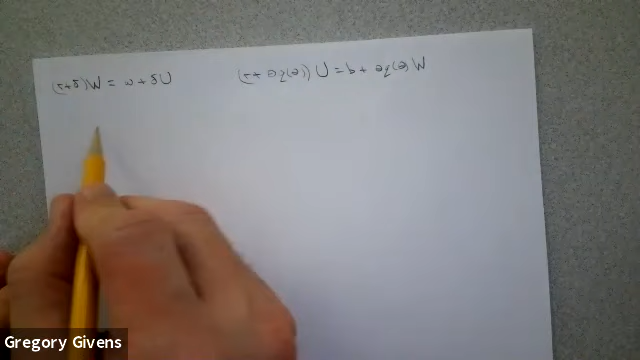 (r+δ)W = w + δU (r+θq(θ))U = b + θq(θ)W
Gregory Givens